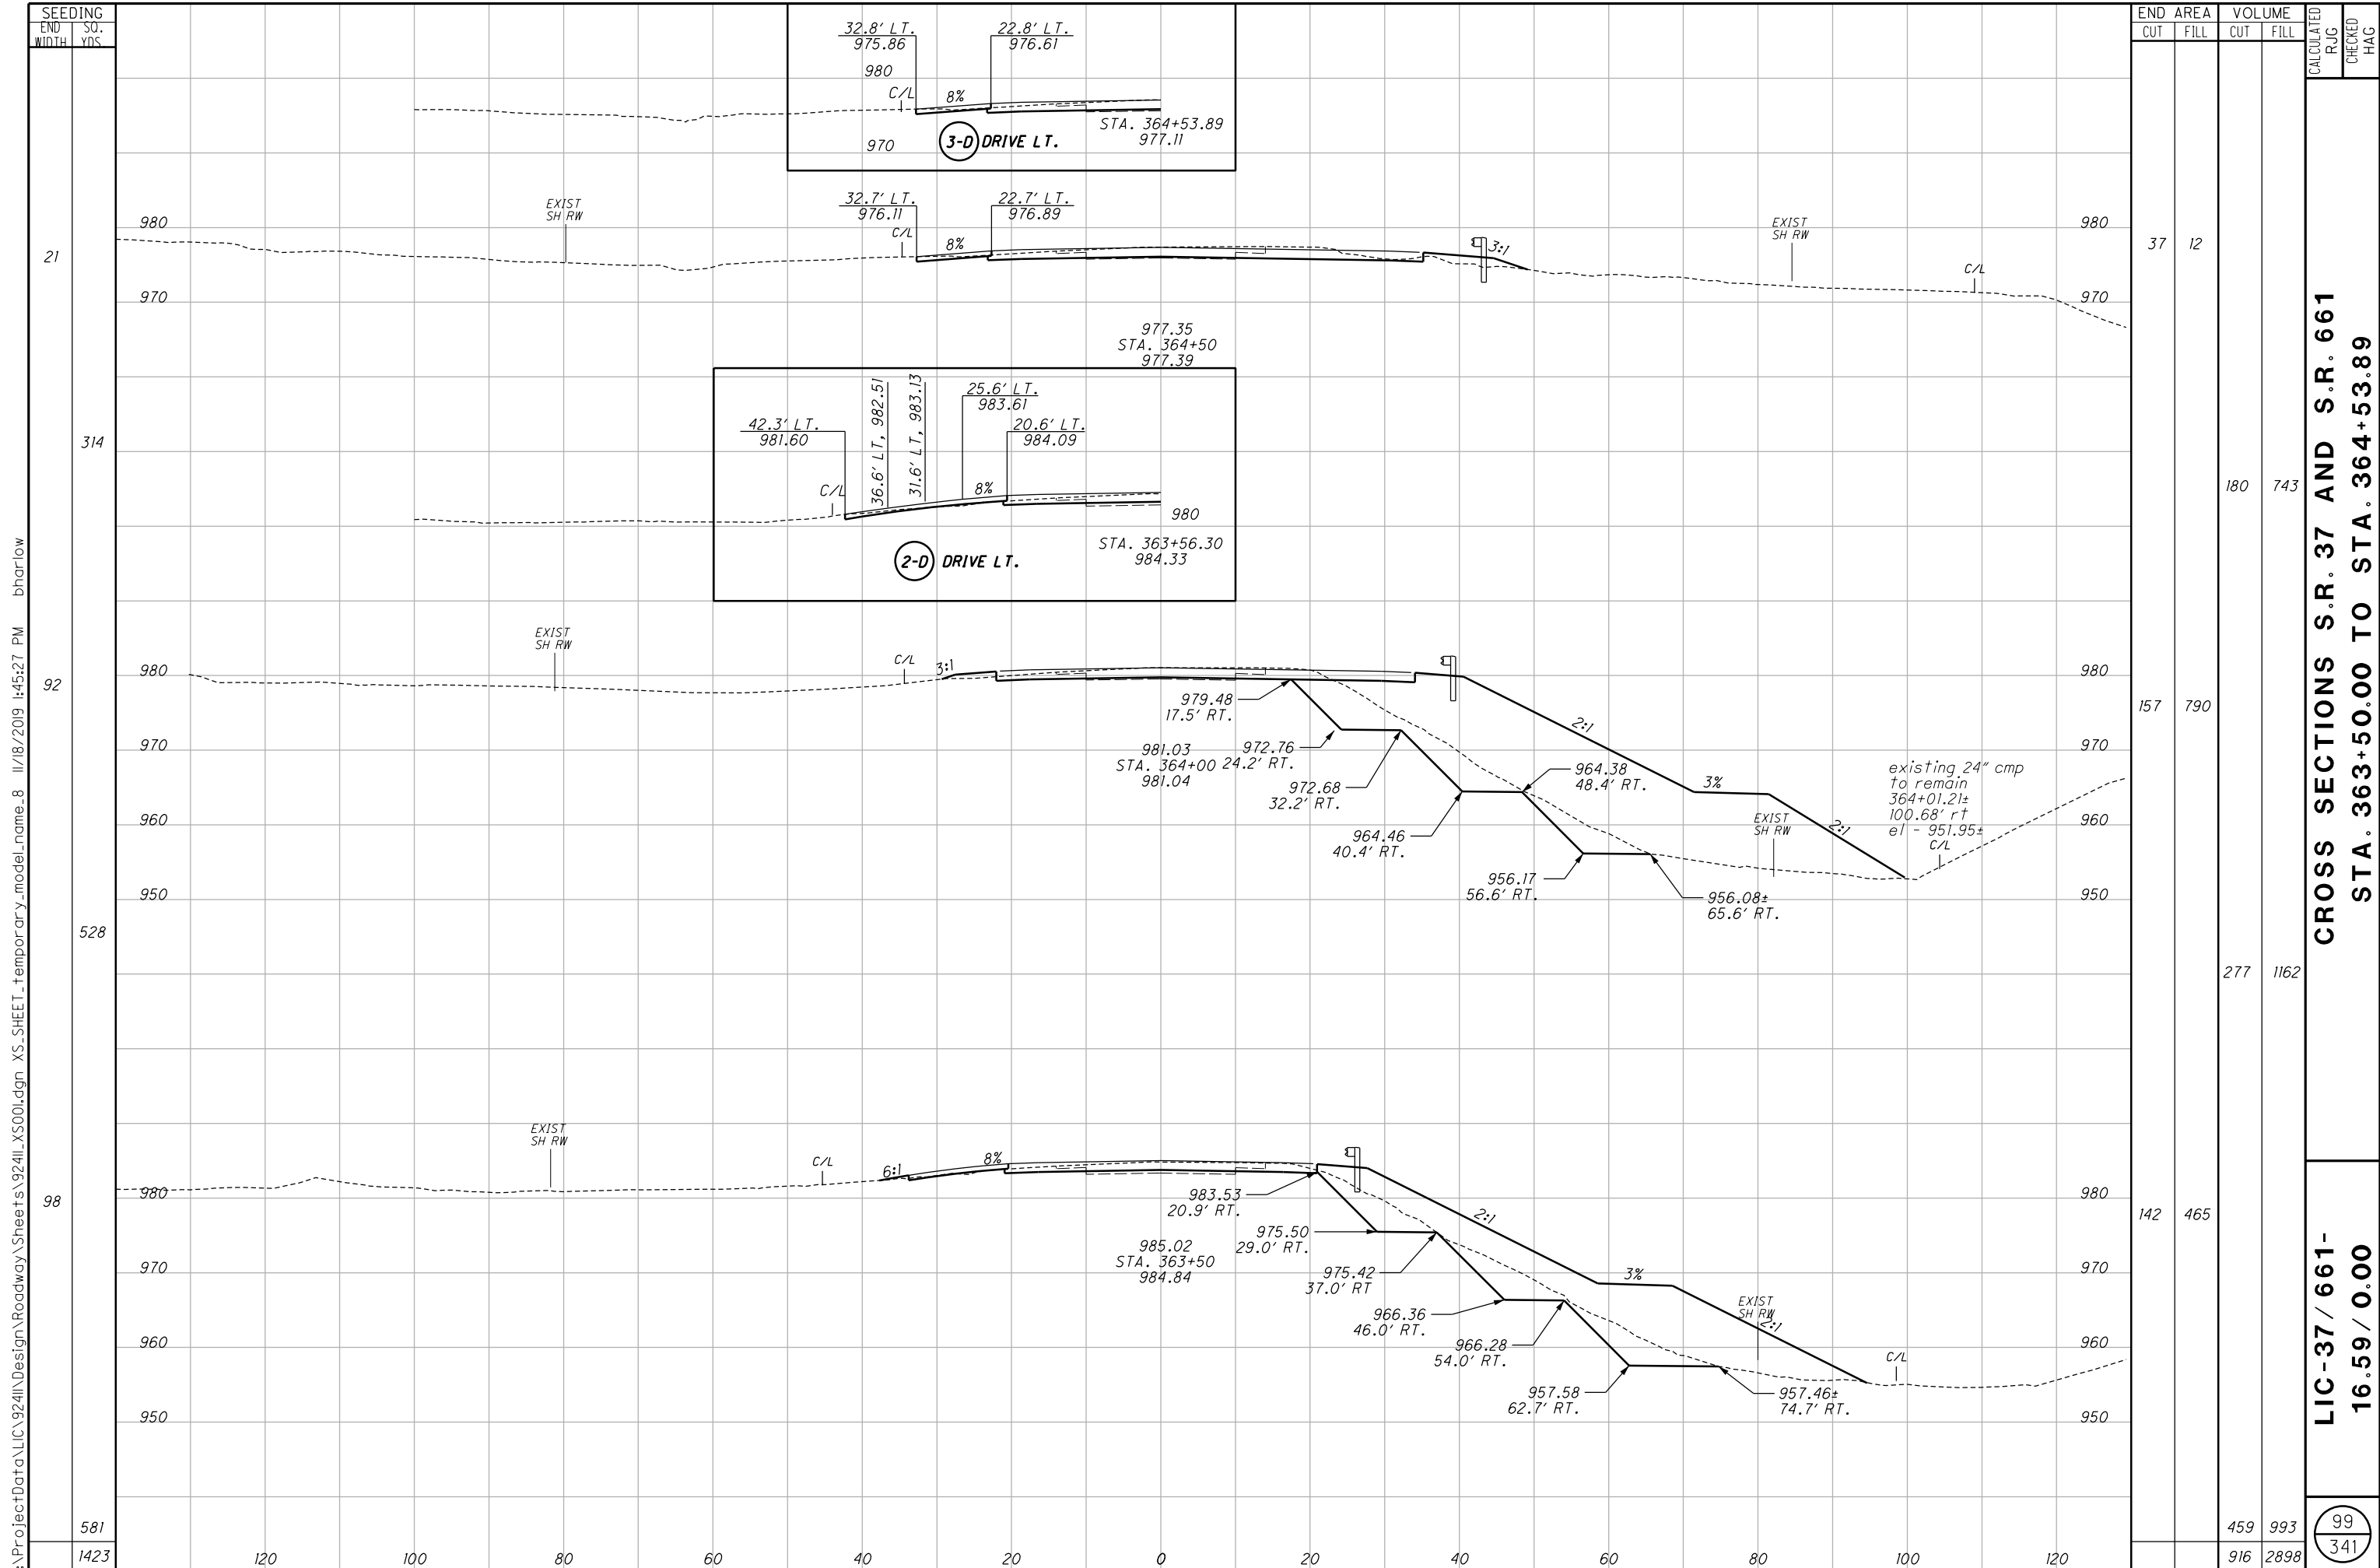 SEEDING
END WIDTH
SQ. YDS.
21
314
92
528
98
581
1423
32.8' LT.
975.86
22.8' LT.
976.61
980
C/L
8%
970
3-D DRIVE LT.
STA. 364+53.89
977.11
EXIST
SH RW
32.7' LT.
976.11
22.7' LT.
976.89
C/L
8%
3:1
EXIST
SH RW
C/L
980
970
980
970
977.35
STA. 364+50
977.39
42.3' LT.
981.60
36.6' LT, 982.51
31.6' LT, 983.13
25.6' LT.
983.61
20.6' LT.
984.09
C/L
8%
980
STA. 363+56.30
984.33
2-D DRIVE LT.
EXIST
SH RW
C/L
3:1
980
970
960
950
979.48
17.5' RT.
972.76
24.2' RT.
981.03
STA. 364+00
981.04
972.68
32.2' RT.
964.46
40.4' RT.
964.38
48.4' RT.
956.17
56.6' RT.
956.08±
65.6' RT.
2:1
3%
2:1
EXIST
SH RW
existing 24" cmp
to remain
364+01.21±
100.68' rt
el - 951.95±
C/L
980
970
960
950
EXIST
SH RW
C/L
6:1
8%
980
970
960
950
983.53
20.9' RT.
975.50
29.0' RT.
985.02
STA. 363+50
984.84
975.42
37.0' RT
966.36
46.0' RT.
966.28
54.0' RT.
957.58
62.7' RT.
957.46±
74.7' RT.
2:1
3%
EXIST
SH RW
2:1
C/L
980
970
960
950
120 100 80 60 40 20 0 20 40 60 80 100 120
END AREA
CUT FILL
VOLUME
CUT FILL
37 12
180 743
157 790
277 1162
142 465
459 993
916 2898
CALCULATED
RJG
CHECKED
HAG
CROSS SECTIONS S.R. 37 AND S.R. 661
STA. 363+50.00 TO STA. 364+53.89
LIC-37/661-
16.59/0.00
99
341
\ProjectData\LIC\92411\Design\Roadway\Sheets\92411_XS001.dgn XS_SHEET_temporary_model_name_8 11/18/2019 1:45:27 PM bharlow